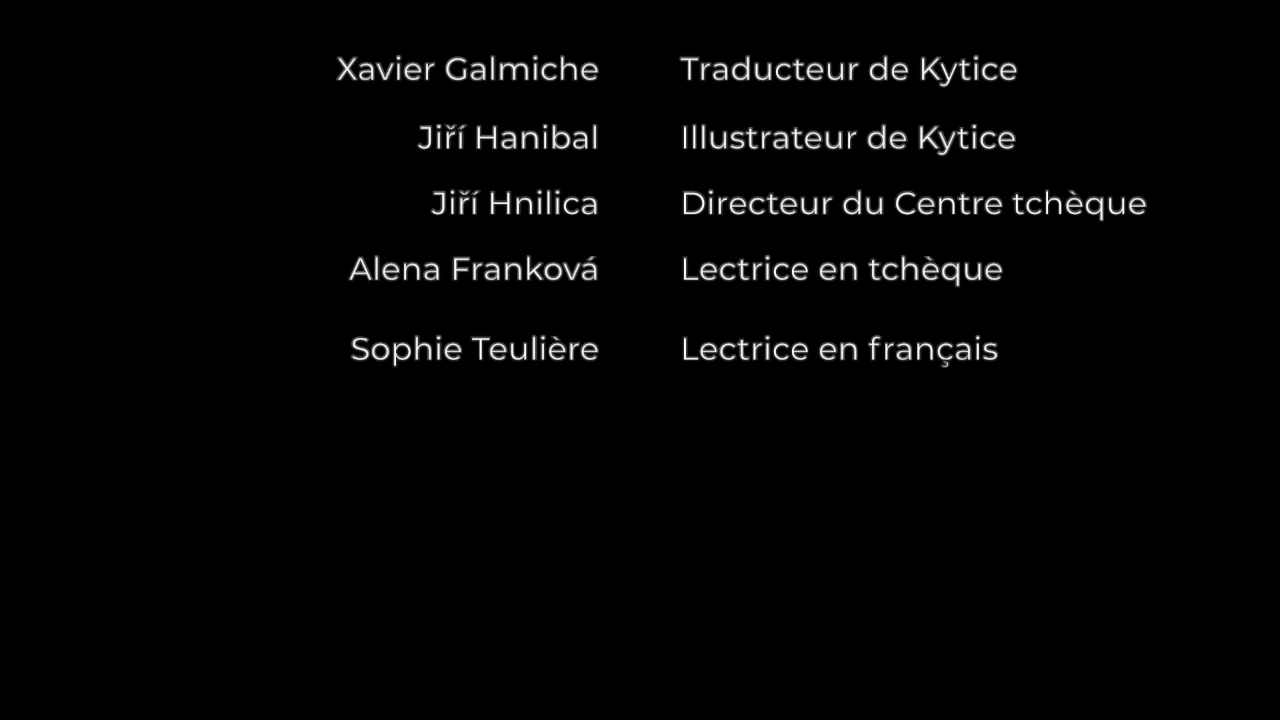 Xavier Galmiche Traducteur de Kytice
Jiří Hanibal Illustrateur de Kytice
Jiří Hnilica Directeur du Centre tchèque
Alena Franková Lectrice en tchèque
Sophie Teulière Lectrice en français